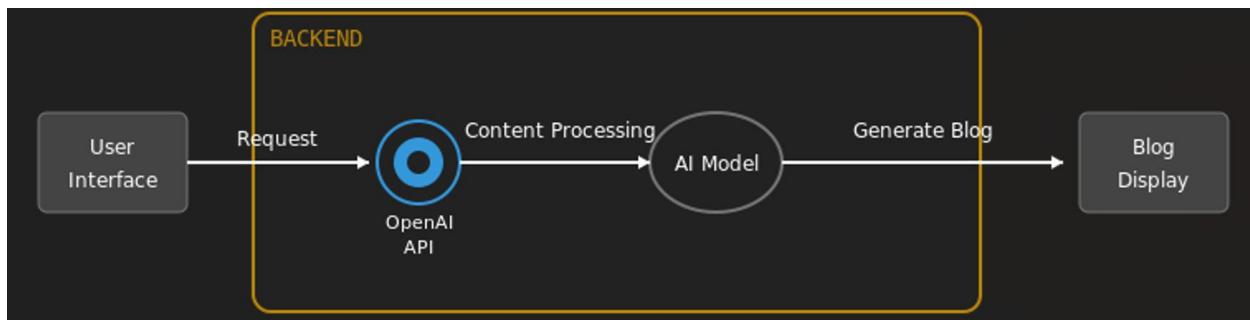 BACKEND
User
Interface
Request
OpenAI
API
Content Processing
AI Model
Generate Blog
Blog
Display